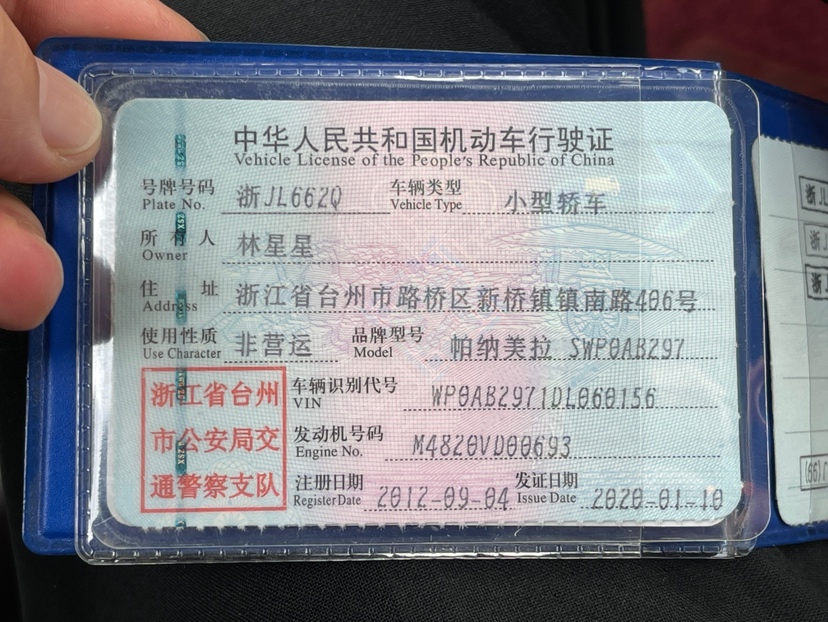 中华人民共和国机动车行驶证
Vehicle License of the People's Republic of China
号牌号码 浙JL662Q 车辆类型 小型轿车
Plate No. Vehicle Type
所有人 林星星
Owner
住址 浙江省台州市路桥区新桥镇镇南路406号
Address
使用性质 非营运 品牌型号 帕纳美拉 SWP0AB297
Use Character Model
浙江省台州
市公安局交
通警察支队
车辆识别代号 WP0AB2971DL060156
VIN
发动机号码 M4820VD00693
Engine No.
注册日期 2012-09-04 发证日期 2020-01-10
Register Date Issue Date
浙JL
浙J
浙